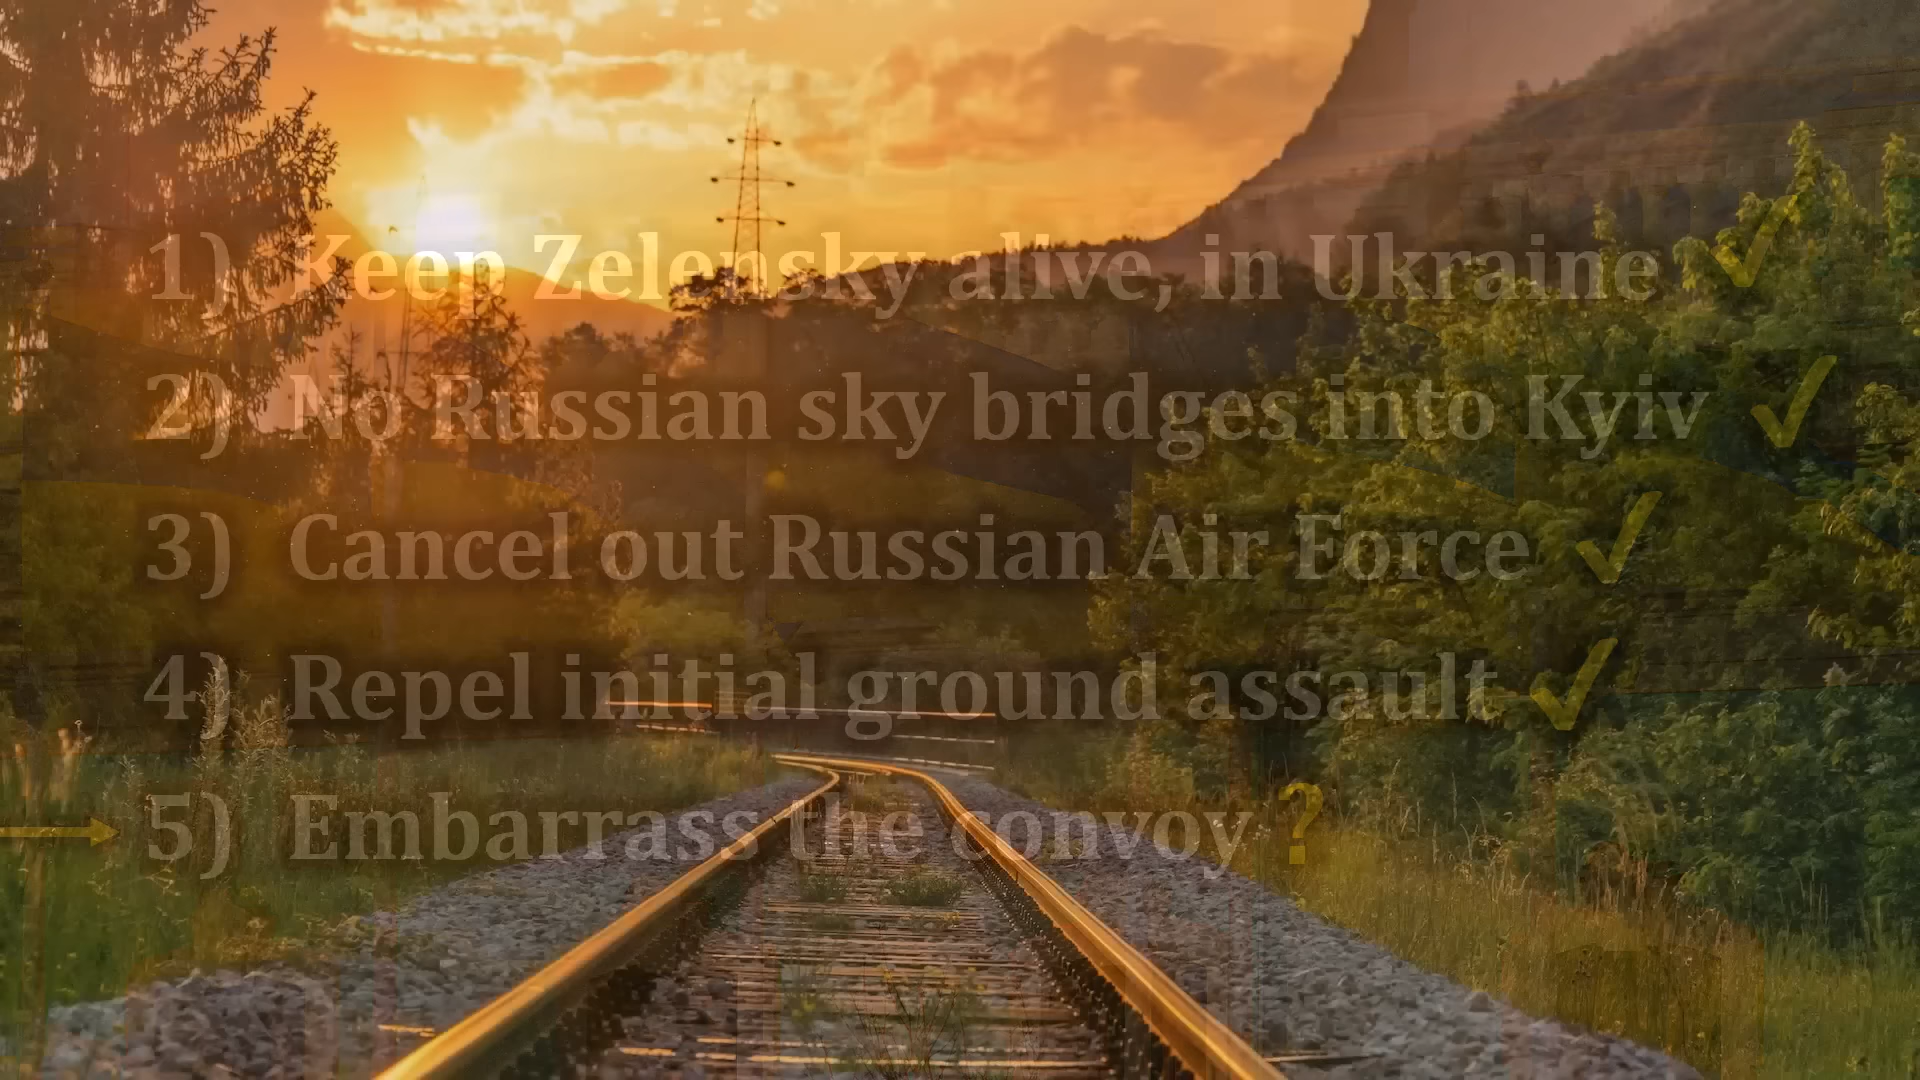 1) Keep Zelensky alive, in Ukraine ✓
2) No Russian sky bridges into Kyiv ✓
3) Cancel out Russian Air Force ✓
4) Repel initial ground assault ✓
5) Embarrass the convoy ?